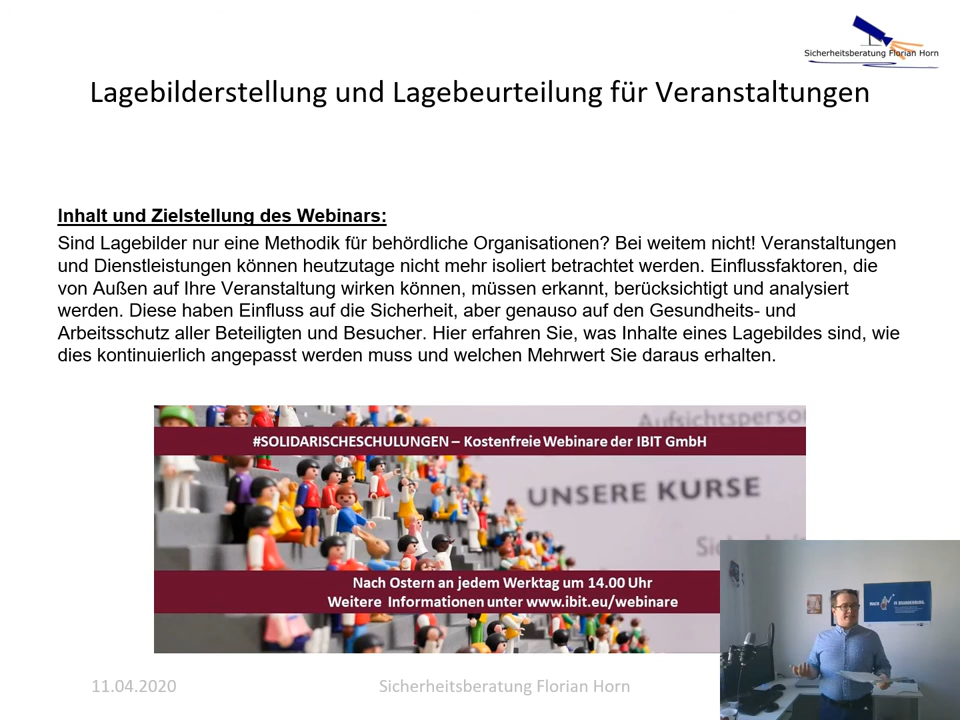 Sicherheitsberatung Florian Horn
Lagebilderstellung und Lagebeurteilung für Veranstaltungen
Inhalt und Zielstellung des Webinars:
Sind Lagebilder nur eine Methodik für behördliche Organisationen? Bei weitem nicht! Veranstaltungen
und Dienstleistungen können heutzutage nicht mehr isoliert betrachtet werden. Einflussfaktoren, die
von Außen auf Ihre Veranstaltung wirken können, müssen erkannt, berücksichtigt und analysiert
werden. Diese haben Einfluss auf die Sicherheit, aber genauso auf den Gesundheits- und
Arbeitsschutz aller Beteiligten und Besucher. Hier erfahren Sie, was Inhalte eines Lagebildes sind, wie
dies kontinuierlich angepasst werden muss und welchen Mehrwert Sie daraus erhalten.
Aufsichtsperso
#SOLIDARISCHESCHULUNGEN – Kostenfreie Webinare der IBIT GmbH
UNSERE KURSE
Nach Ostern an jedem Werktag um 14.00 Uhr
Weitere Informationen unter www.ibit.eu/webinare
11.04.2020
Sicherheitsberatung Florian Horn